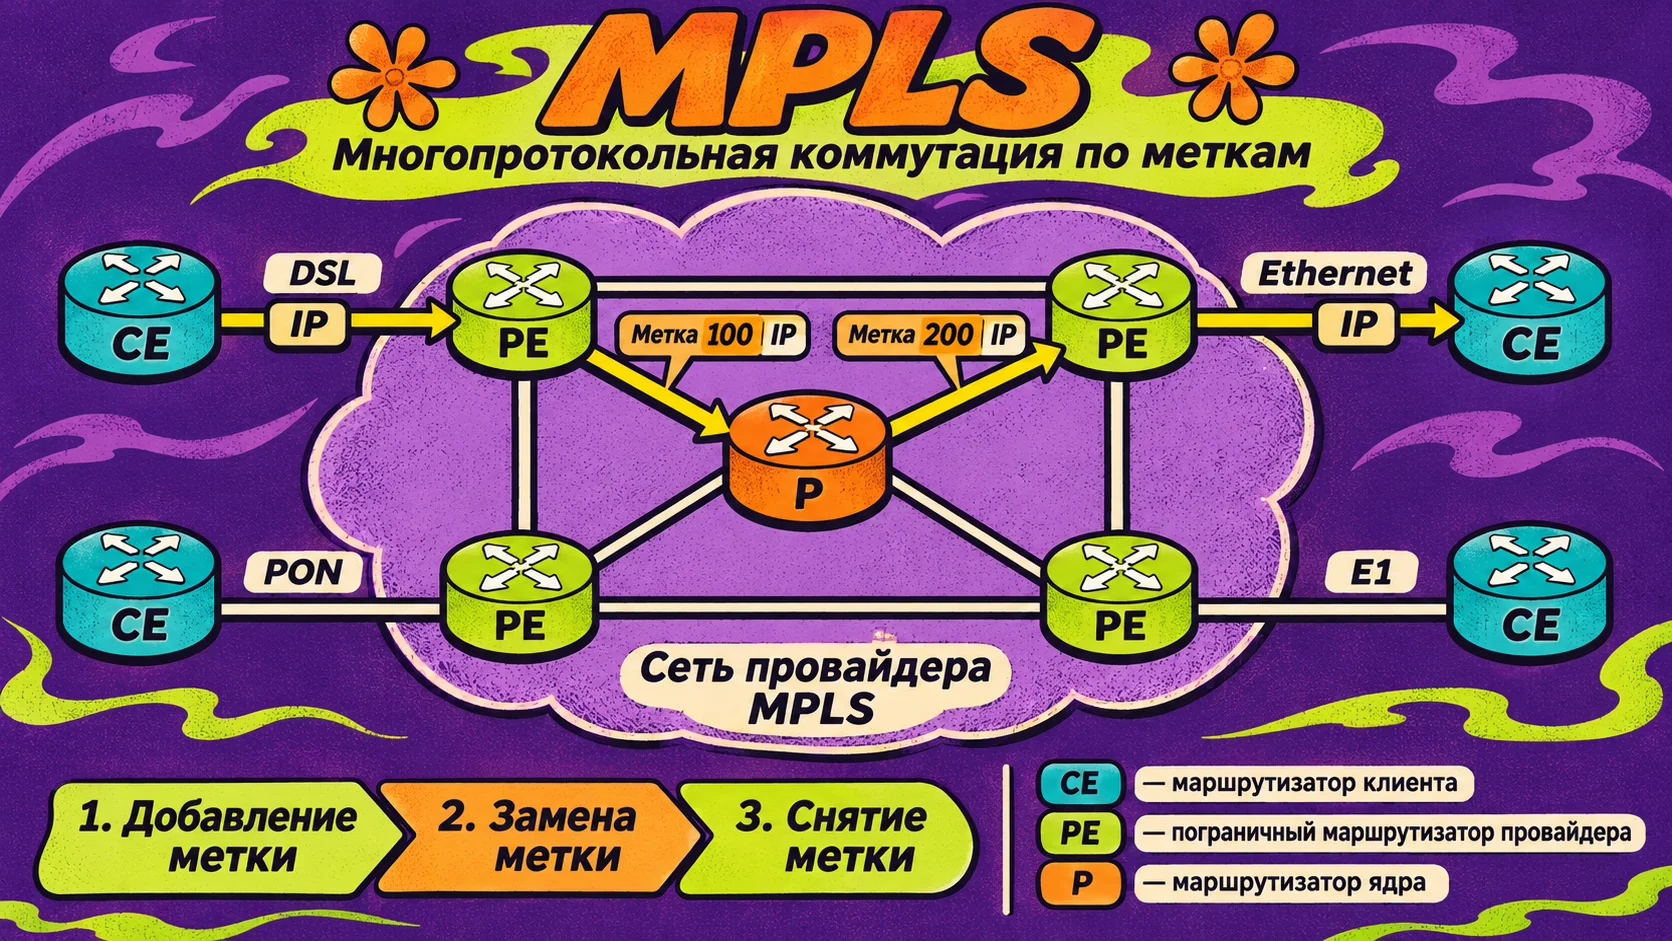 MPLS
Многопротокольная коммутация по меткам
DSL
IP
CE
PE
Метка 100 IP
Метка 200 IP
PE
Ethernet
IP
CE
P
CE
PON
PE
PE
E1
CE
Сеть провайдера
MPLS
1. Добавление
метки
2. Замена
метки
3. Снятие
метки
CE — маршрутизатор клиента
PE — пограничный маршрутизатор провайдера
P — маршрутизатор ядра